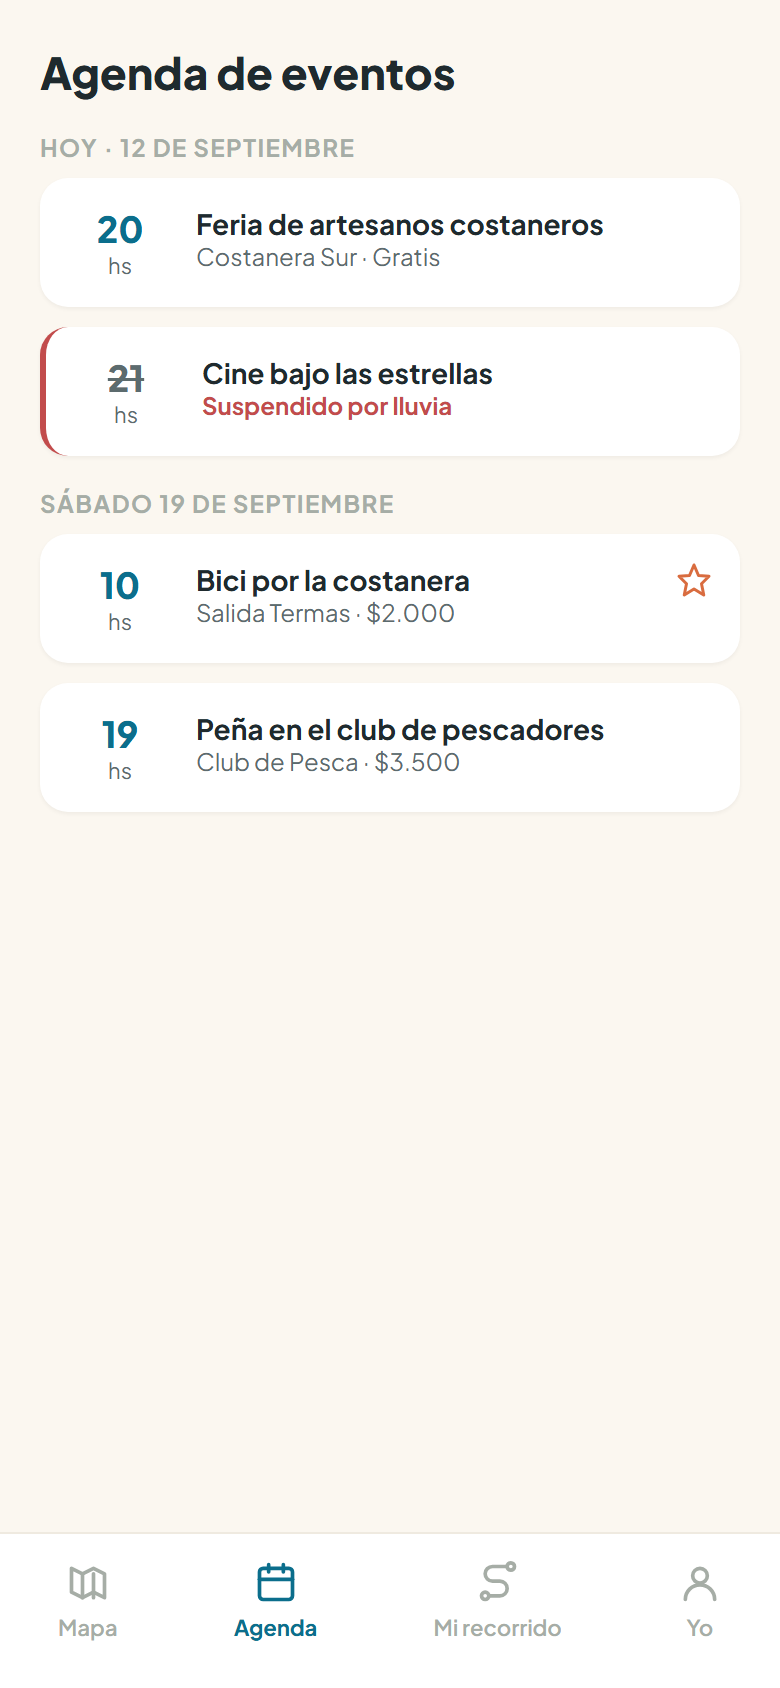 Agenda de eventos
HOY · 12 DE SEPTIEMBRE
20
hs
Feria de artesanos costaneros
Costanera Sur · Gratis
21
hs
Cine bajo las estrellas
Suspendido por lluvia
SÁBADO 19 DE SEPTIEMBRE
10
hs
Bici por la costanera
Salida Termas · $2.000
19
hs
Peña en el club de pescadores
Club de Pesca · $3.500
Mapa
Agenda
Mi recorrido
Yo